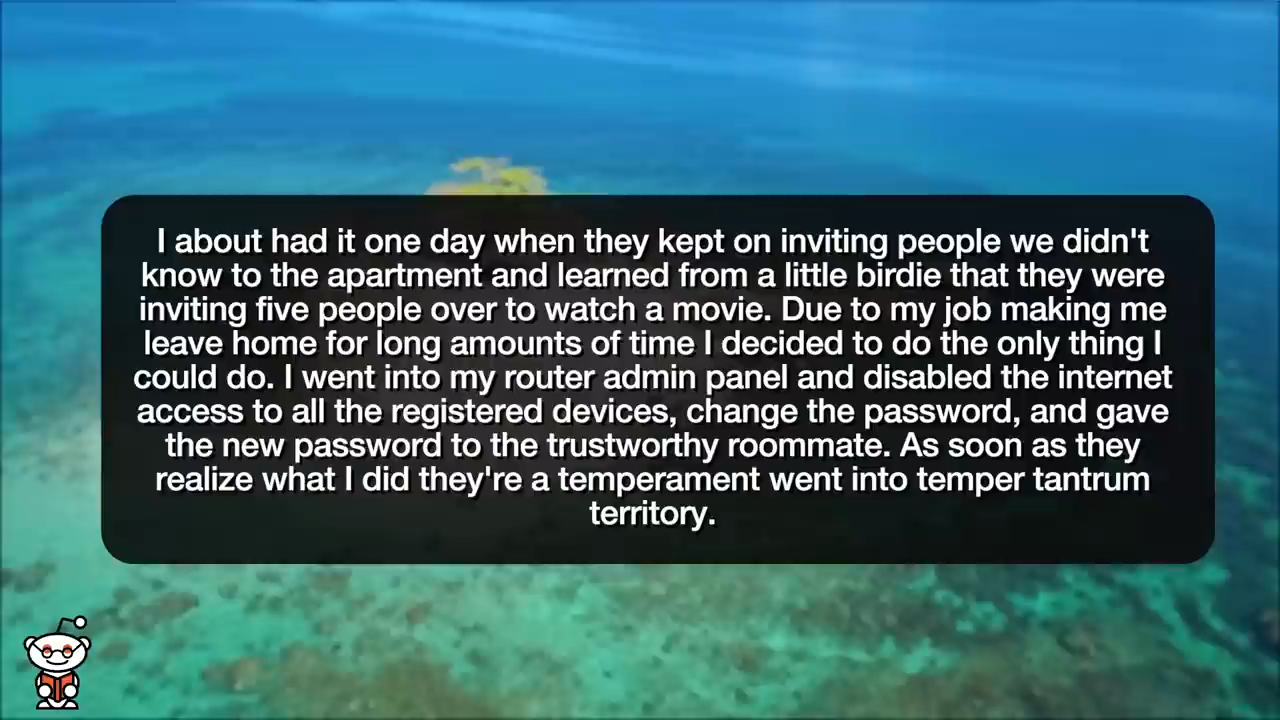 I about had it one day when they kept on inviting people we didn't
know to the apartment and learned from a little birdie that they were
inviting five people over to watch a movie. Due to my job making me
leave home for long amounts of time I decided to do the only thing I
could do. I went into my router admin panel and disabled the internet
access to all the registered devices, change the password, and gave
the new password to the trustworthy roommate. As soon as they
realize what I did they're a temperament went into temper tantrum
territory.